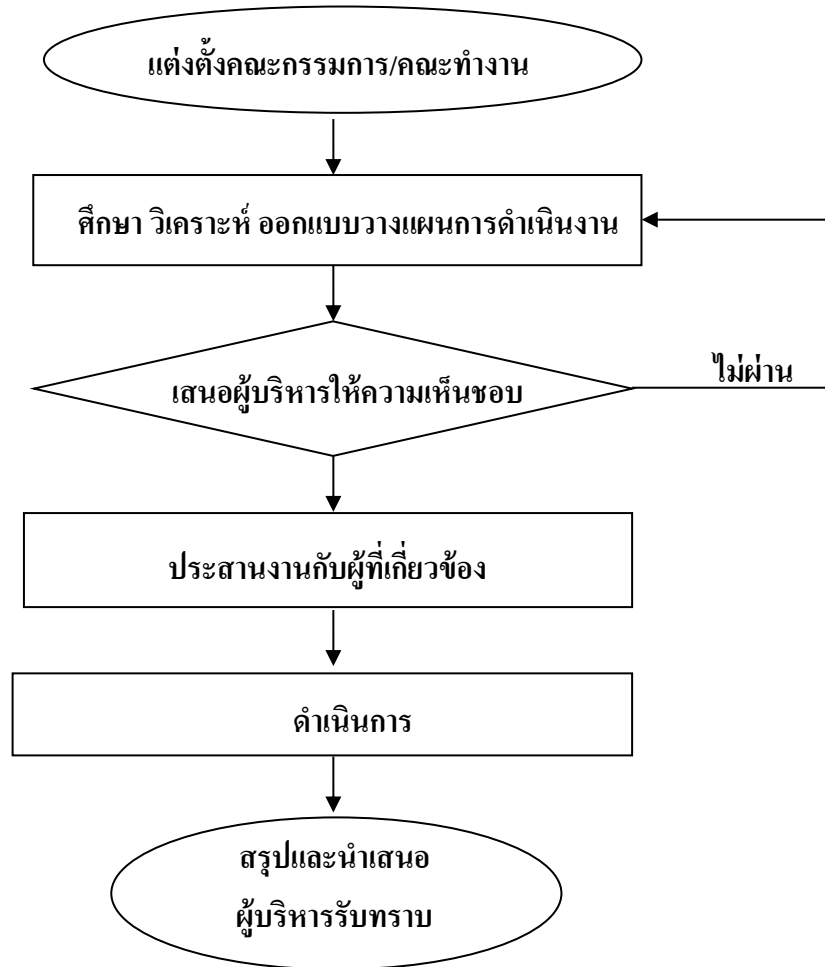 แต่งตั้งคณะกรรมการ/คณะทำงาน
ศึกษา วิเคราะห์ ออกแบบวางแผนการดำเนินงาน
เสนอผู้บริหารให้ความเห็นชอบ
ไม่ผ่าน
ประสานงานกับผู้ที่เกี่ยวข้อง
ดำเนินการ
สรุปและนำเสนอ
ผู้บริหารรับทราบ